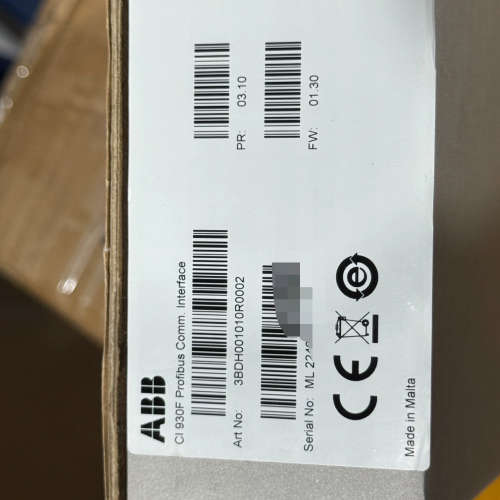 ABB
CI 930F Profibus Comm. Interface
Art No: 3BDH001010R0002
PR: 03.10
Serial No: ML
FW: 01.30
CE
Made in Malta